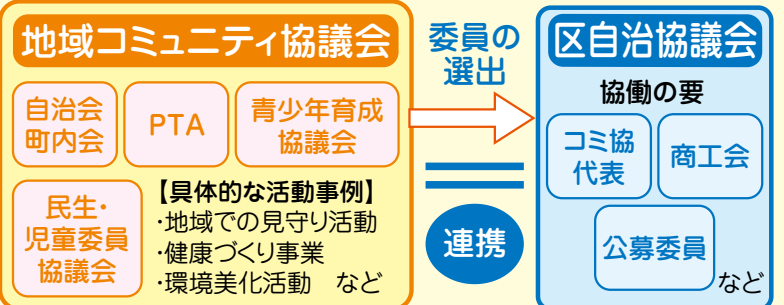 地域コミュニティ協議会
自治会
町内会
PTA
青少年育成
協議会
民生・
児童委員
協議会
【具体的な活動事例】
・地域での見守り活動
・健康づくり事業
・環境美化活動　など
委員の
選出
連携
区自治協議会
協働の要
コミ協
代表
商工会
公募委員
など